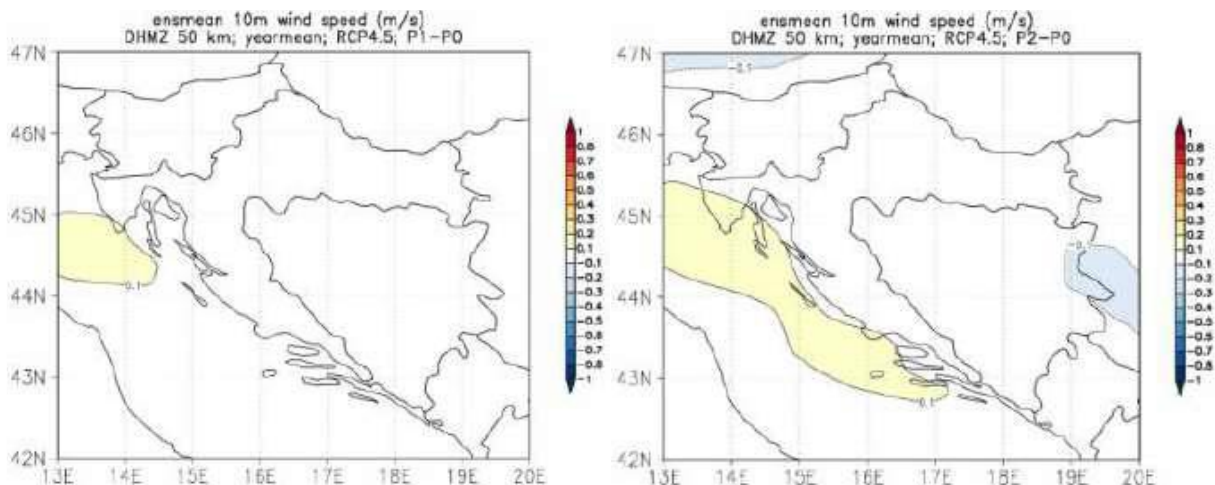 ensmean 10m wind speed (m/s)
DHMZ 50 km; yearmean; RCP4.5; P1-P0
47N
46N
45N
44N
43N
42N
13E 14E 15E 16E 17E 18E 19E 20E
0.1
1
0.8
0.7
0.6
0.5
0.4
0.3
0.2
0.1
-0.1
-0.2
-0.3
-0.4
-0.5
-0.6
-0.7
-0.8
-1
ensmean 10m wind speed (m/s)
DHMZ 50 km; yearmean; RCP4.5; P2-P0
47N
46N
45N
44N
43N
42N
13E 14E 15E 16E 17E 18E 19E 20E
-0.1
-0.1
0.1
1
0.8
0.7
0.6
0.5
0.4
0.3
0.2
0.1
-0.1
-0.2
-0.3
-0.4
-0.5
-0.6
-0.7
-0.8
-1